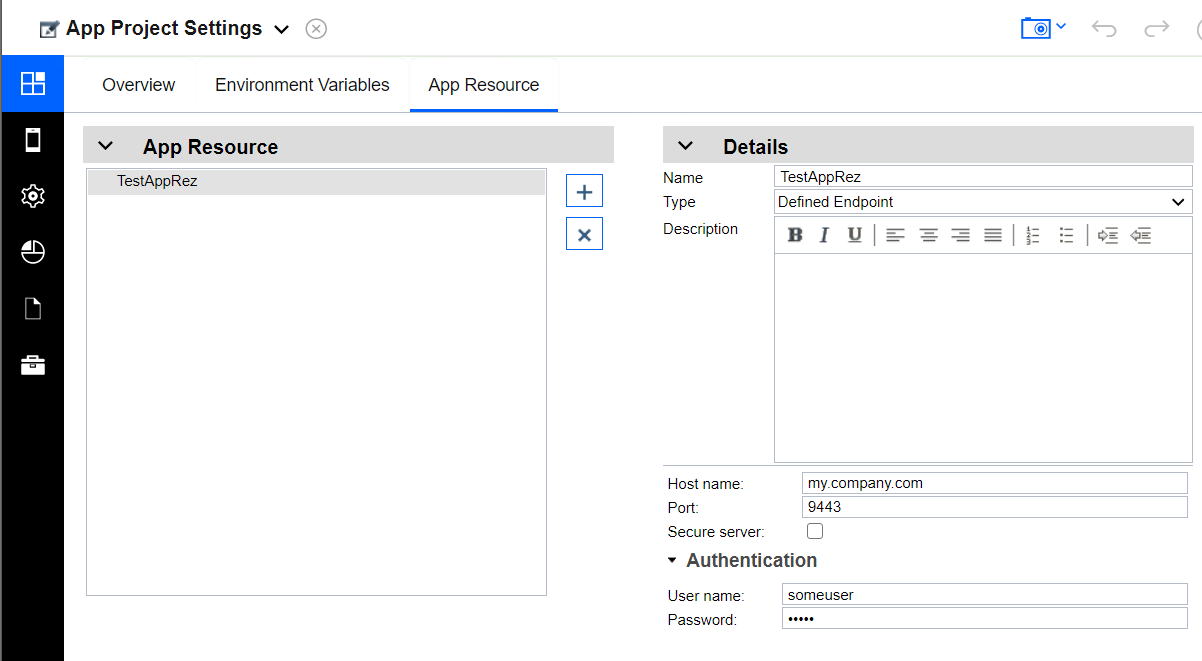 App Project Settings
Overview
Environment Variables
App Resource
App Resource
TestAppRez
Details
Name
TestAppRez
Type
Defined Endpoint
Description
B I U
Host name:
my.company.com
Port:
9443
Secure server:
Authentication
User name:
someuser
Password:
•••••